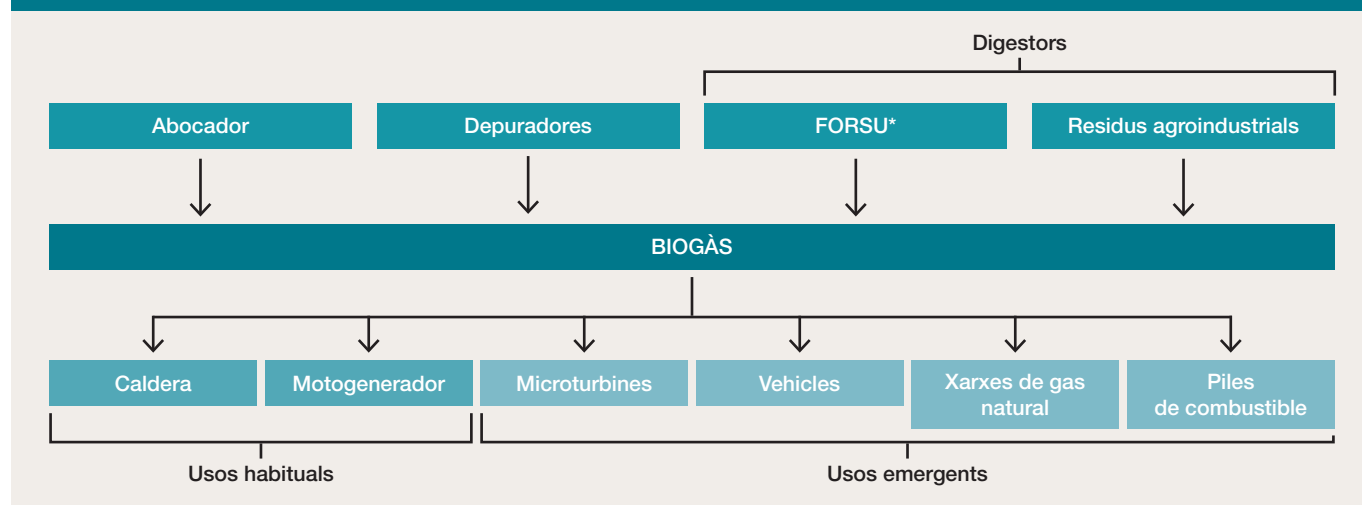 Digestors
Abocador
Depuradores
FORSU*
Residus agroindustrials
BIOGÀS
Caldera
Motogenerador
Microturbines
Vehicles
Xarxes de gas
natural
Piles
de combustible
Usos habituals
Usos emergents